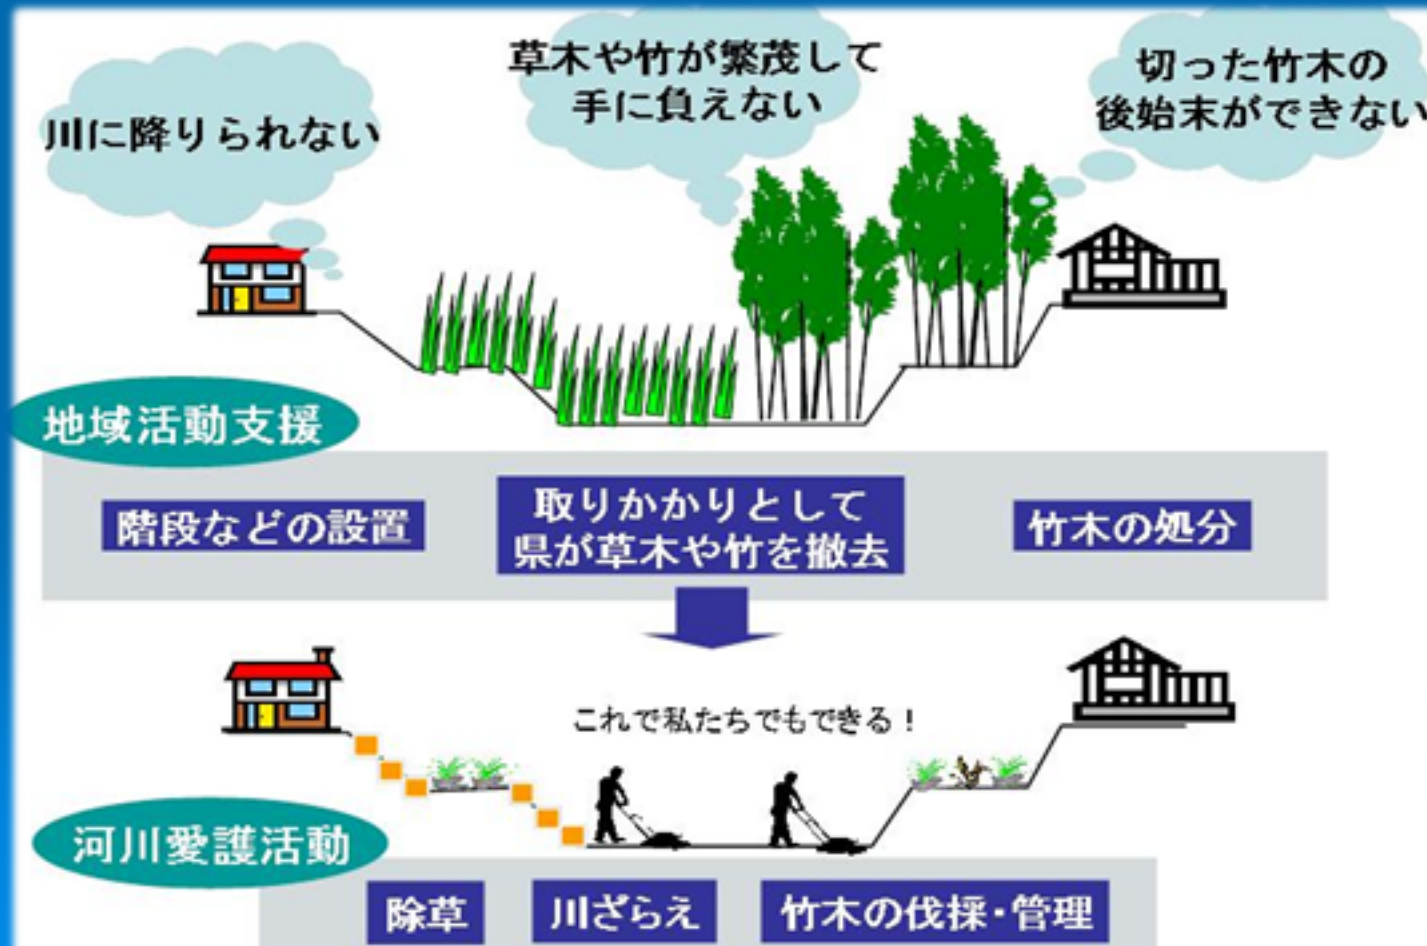 川に降りられない
草木や竹が繁茂して
手に負えない
切った竹木の
後始末ができない
地域活動支援
階段などの設置
取りかかりとして
県が草木や竹を撤去
竹木の処分
これで私たちでもできる！
河川愛護活動
除草
川ざらえ
竹木の伐採・管理